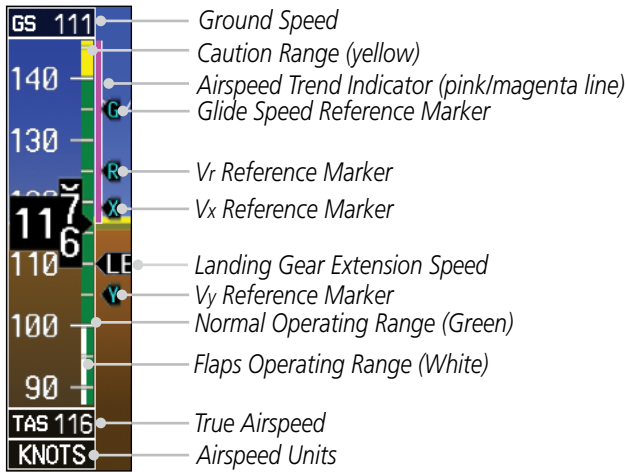 GS 111
Ground Speed
Caution Range (yellow)
140
Airspeed Trend Indicator (pink/magenta line)
G
Glide Speed Reference Marker
130
R
Vr Reference Marker
X
Vx Reference Marker
11
7
6
110
LE
Landing Gear Extension Speed
Y
Vy Reference Marker
Normal Operating Range (Green)
100
Flaps Operating Range (White)
90
TAS 116
True Airspeed
KNOTS
Airspeed Units